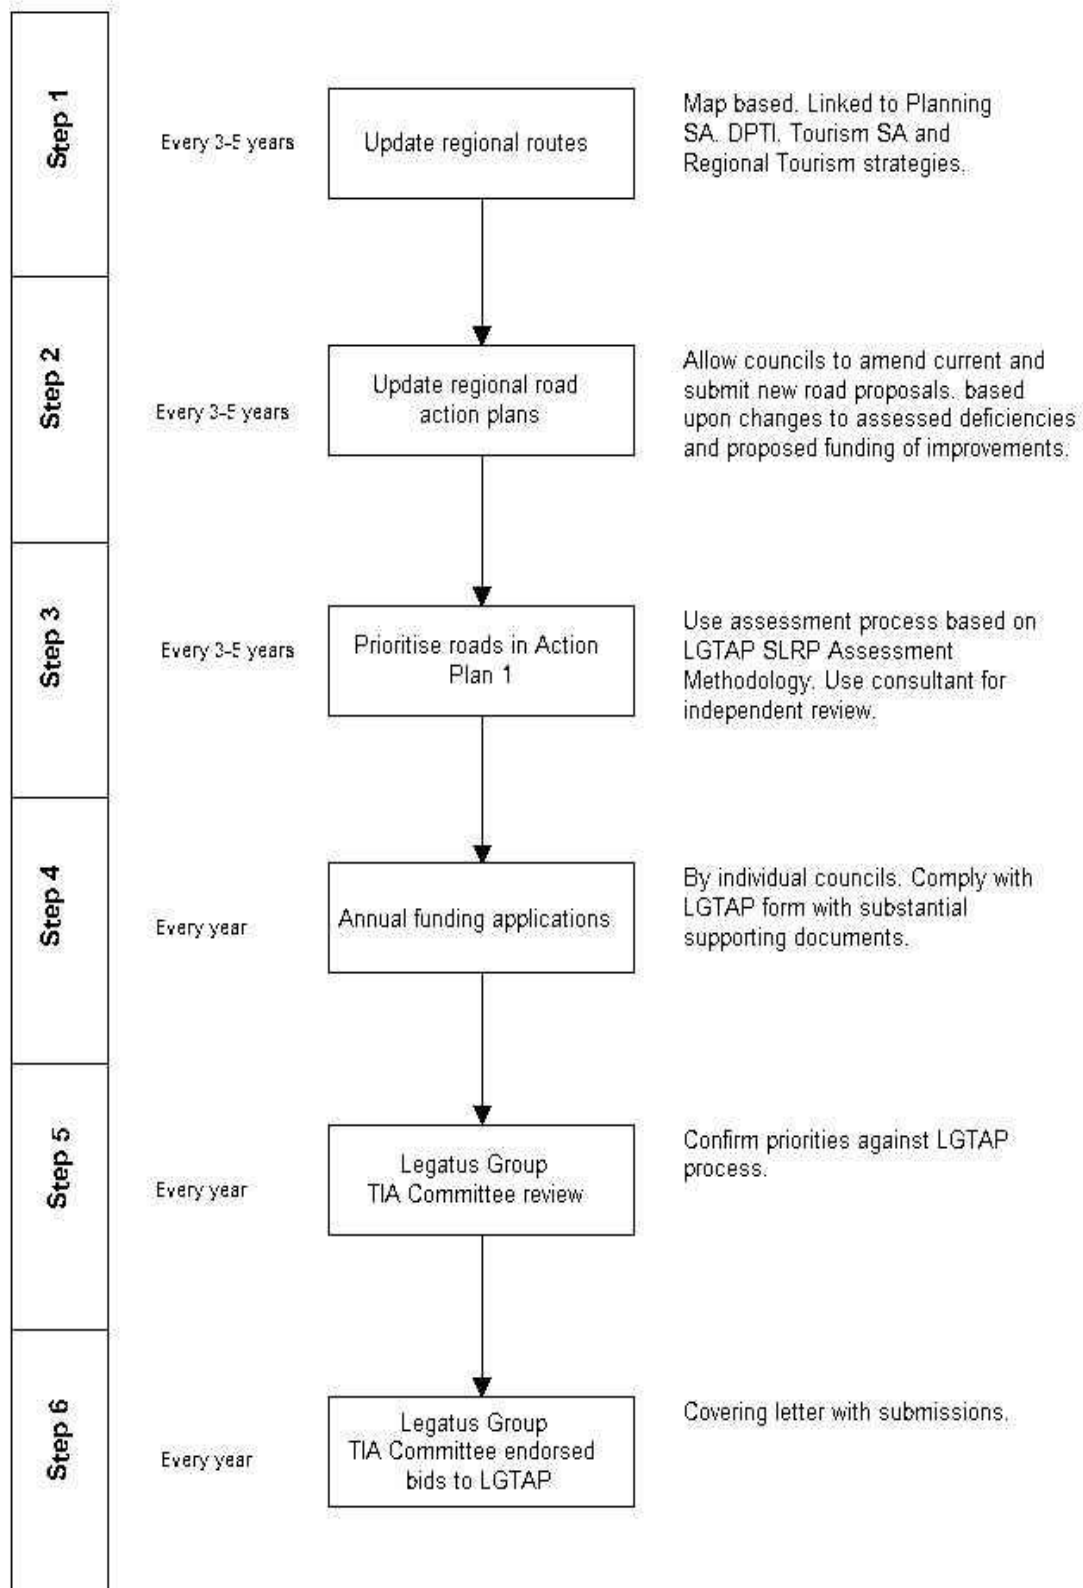 Step 1
Every 3-5 years
Update regional routes
Map based. Linked to Planning
SA. DPTI. Tourism SA and
Regional Tourism strategies.
Step 2
Every 3-5 years
Update regional road
action plans
Allow councils to amend current and
submit new road proposals. based
upon changes to assessed deficiencies
and proposed funding of improvements.
Step 3
Every 3-5 years
Prioritise roads in Action
Plan 1
Use assessment process based on
LGTAP SLRP Assessment
Methodology. Use consultant for
independent review.
Step 4
Every year
Annual funding applications
By individual councils. Comply with
LGTAP form with substantial
supporting documents.
Step 5
Every year
Legatus Group
TIA Committee review
Confirm priorities against LGTAP
process.
Step 6
Every year
Legatus Group
TIA Committee endorsed
bids to LGTAP
Covering letter with submissions.